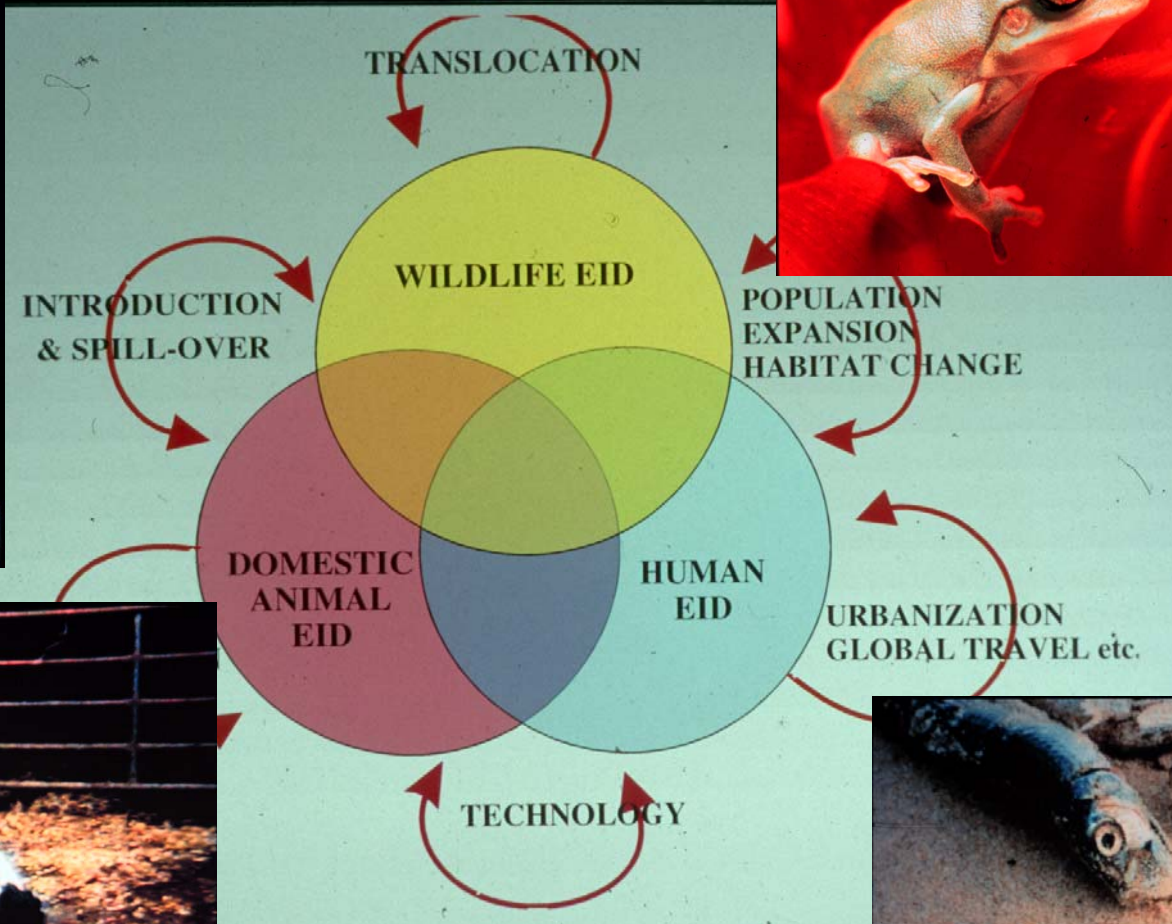 TRANSLOCATION
WILDLIFE EID
INTRODUCTION
& SPILL-OVER
POPULATION
EXPANSION
HABITAT CHANGE
DOMESTIC
ANIMAL
EID
HUMAN
EID
URBANIZATION
GLOBAL TRAVEL etc.
TECHNOLOGY